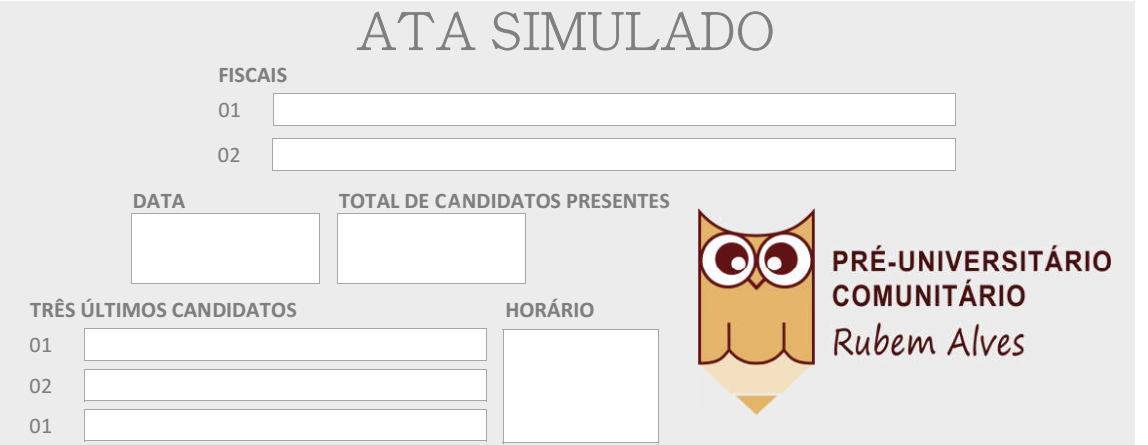 ATA SIMULADO
FISCAIS
01
02
DATA
TOTAL DE CANDIDATOS PRESENTES
TRÊS ÚLTIMOS CANDIDATOS
01
02
01
HORÁRIO
PRÉ-UNIVERSITÁRIO
COMUNITÁRIO
Rubem Alves